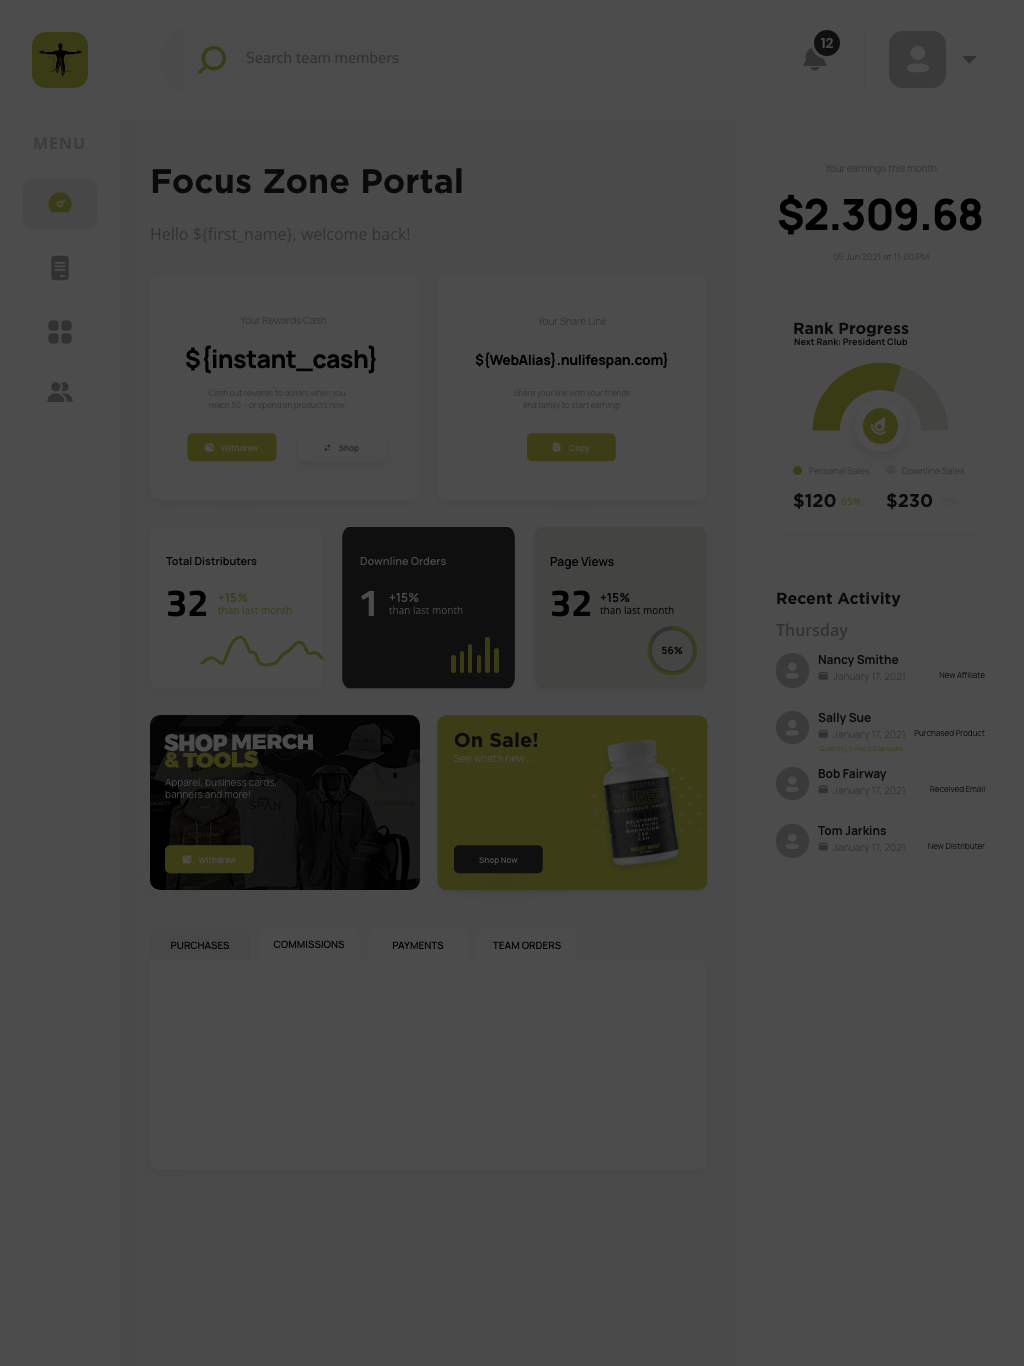 12
Search team members
MENU
Focus Zone Portal
Hello ${first_name}, welcome back!
Your Rewards Cash
${instant_cash}
Cash out rewards to dollars when you
reach 50 - or spend on products now
Withdraw
Shop
Your Share Link
${WebAlias}.nulifespan.com}
Share your link with your friends
and family to start earning!
Copy
Total Distributers
32
+15%
than last month
Downline Orders
1
+15%
than last month
Page Views
32
+15%
than last month
56%
SHOP MERCH
& TOOLS
Apparel, business cards,
banners and more!
SPAN
Withdraw
On Sale!
See what's new ...
Shop Now
PURCHASES
COMMISSIONS
PAYMENTS
TEAM ORDERS
Your earnings this month
$2.309.68
05 Jun 2021 at 11:00 PM
Rank Progress
Next Rank: President Club
Personal Sales
Downline Sales
$120 65%
$230
Recent Activity
Thursday
Nancy Smithe
January 17, 2021
New Affiliate
Sally Sue
January 17, 2021
Purchased Product
Bob Fairway
January 17, 2021
Received Email
Tom Jarkins
January 17, 2021
New Distributer